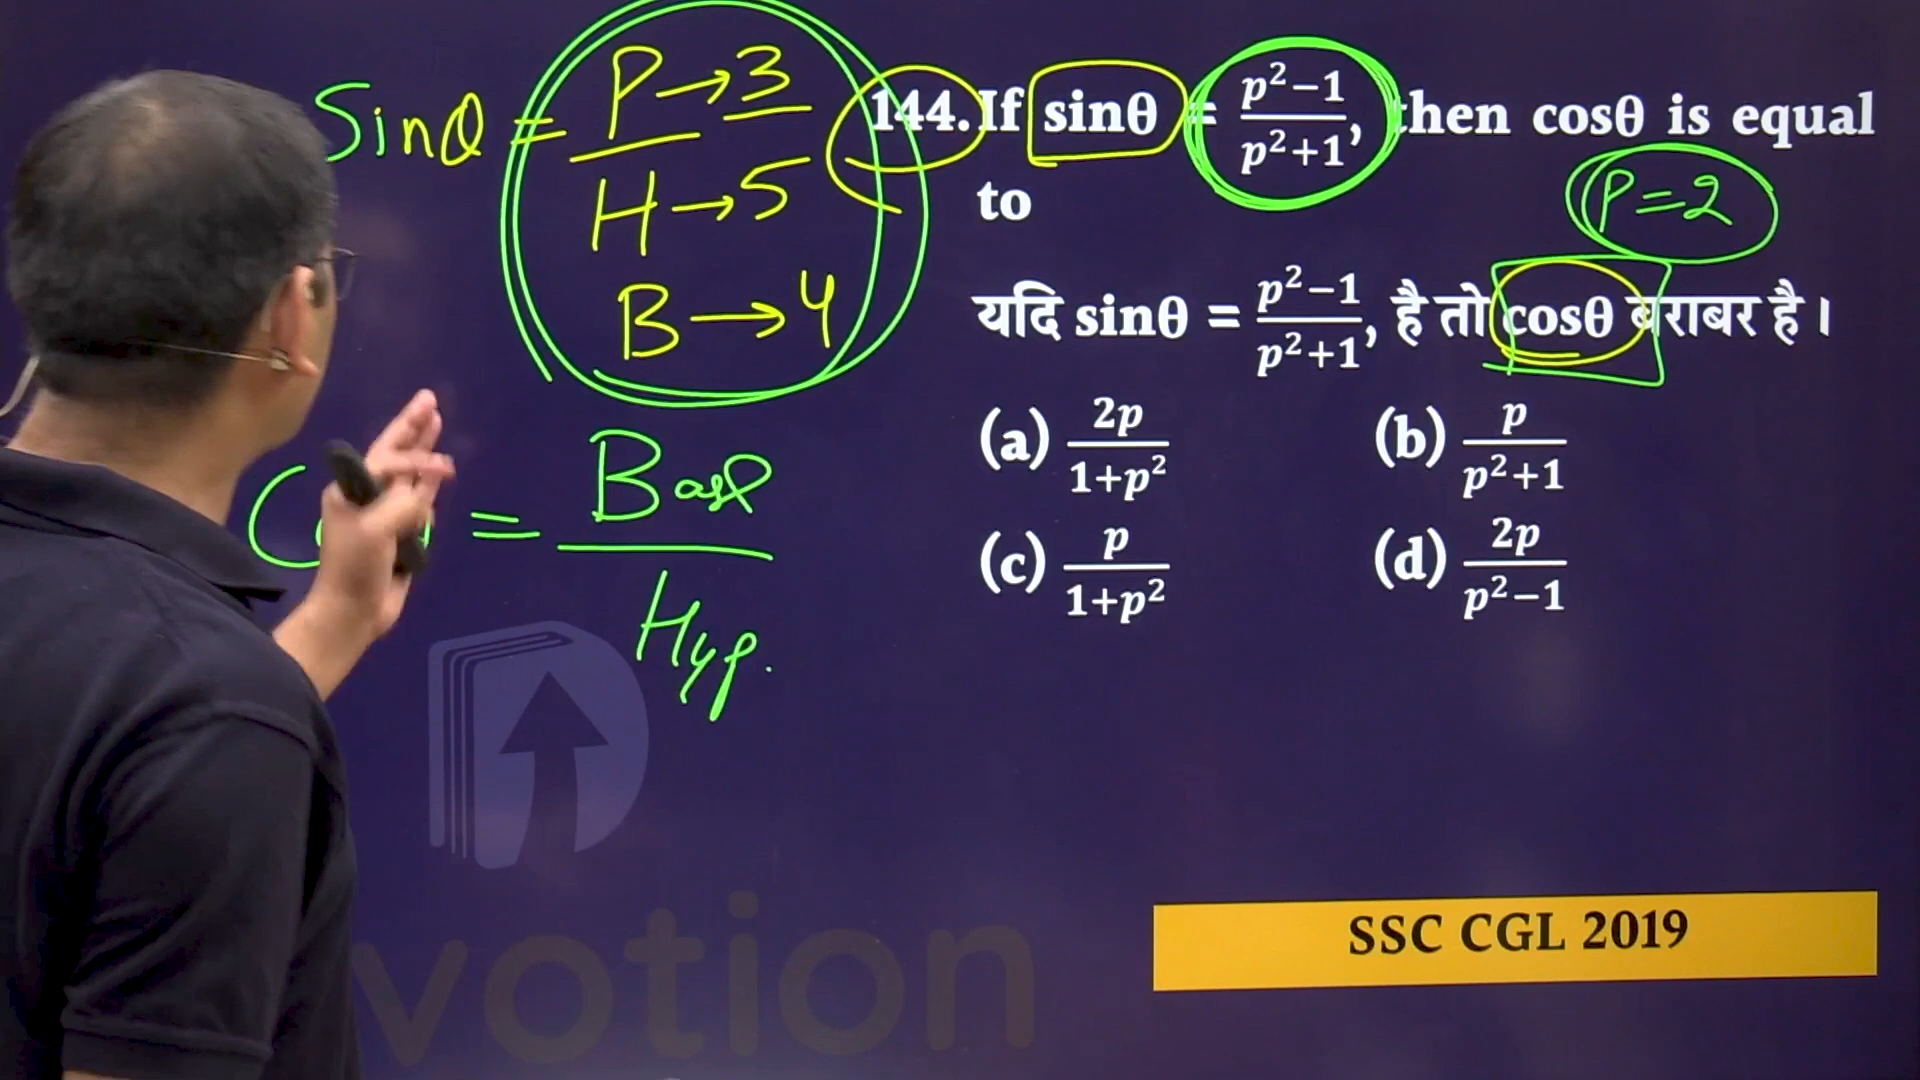 Sinθ = P → 3
H → 5
B → 4
= Base
Hyp.
144. If sinθ = p²−1/p²+1, then cosθ is equal
to
P = 2
यदि sinθ = p²−1/p²+1, है तो cosθ बराबर है।
(a) 2p/1+p² (b) p/p²+1
(c) p/1+p² (d) 2p/p²−1
SSC CGL 2019
votion